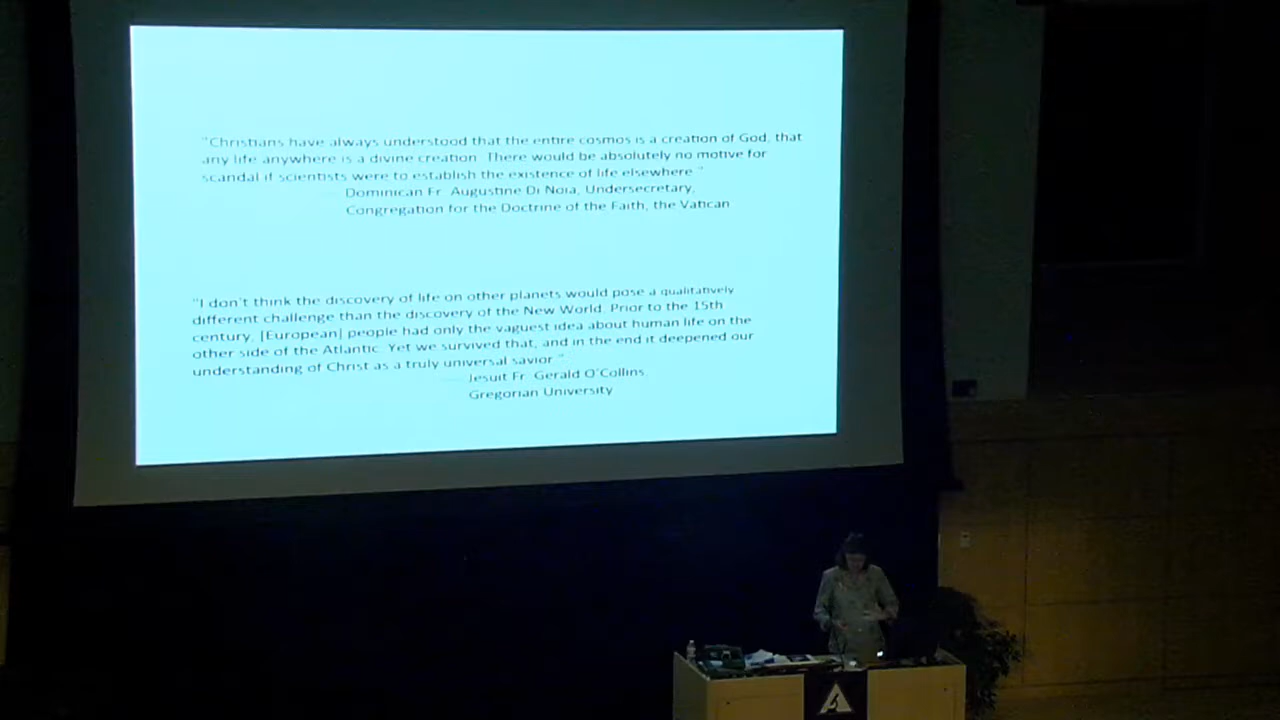 "Christians have always understood that the entire cosmos is a creation of God, that
any life anywhere is a divine creation. There would be absolutely no motive for
scandal if scientists were to establish the existence of life elsewhere."
Dominican Fr. Augustine Di Noia, Undersecretary,
Congregation for the Doctrine of the Faith, the Vatican
"I don't think the discovery of life on other planets would pose a qualitatively
different challenge than the discovery of the New World. Prior to the 15th
century, [European] people had only the vaguest idea about human life on the
other side of the Atlantic. Yet we survived that, and in the end it deepened our
understanding of Christ as a truly universal savior."
— Jesuit Fr. Gerald O'Collins,
Gregorian University